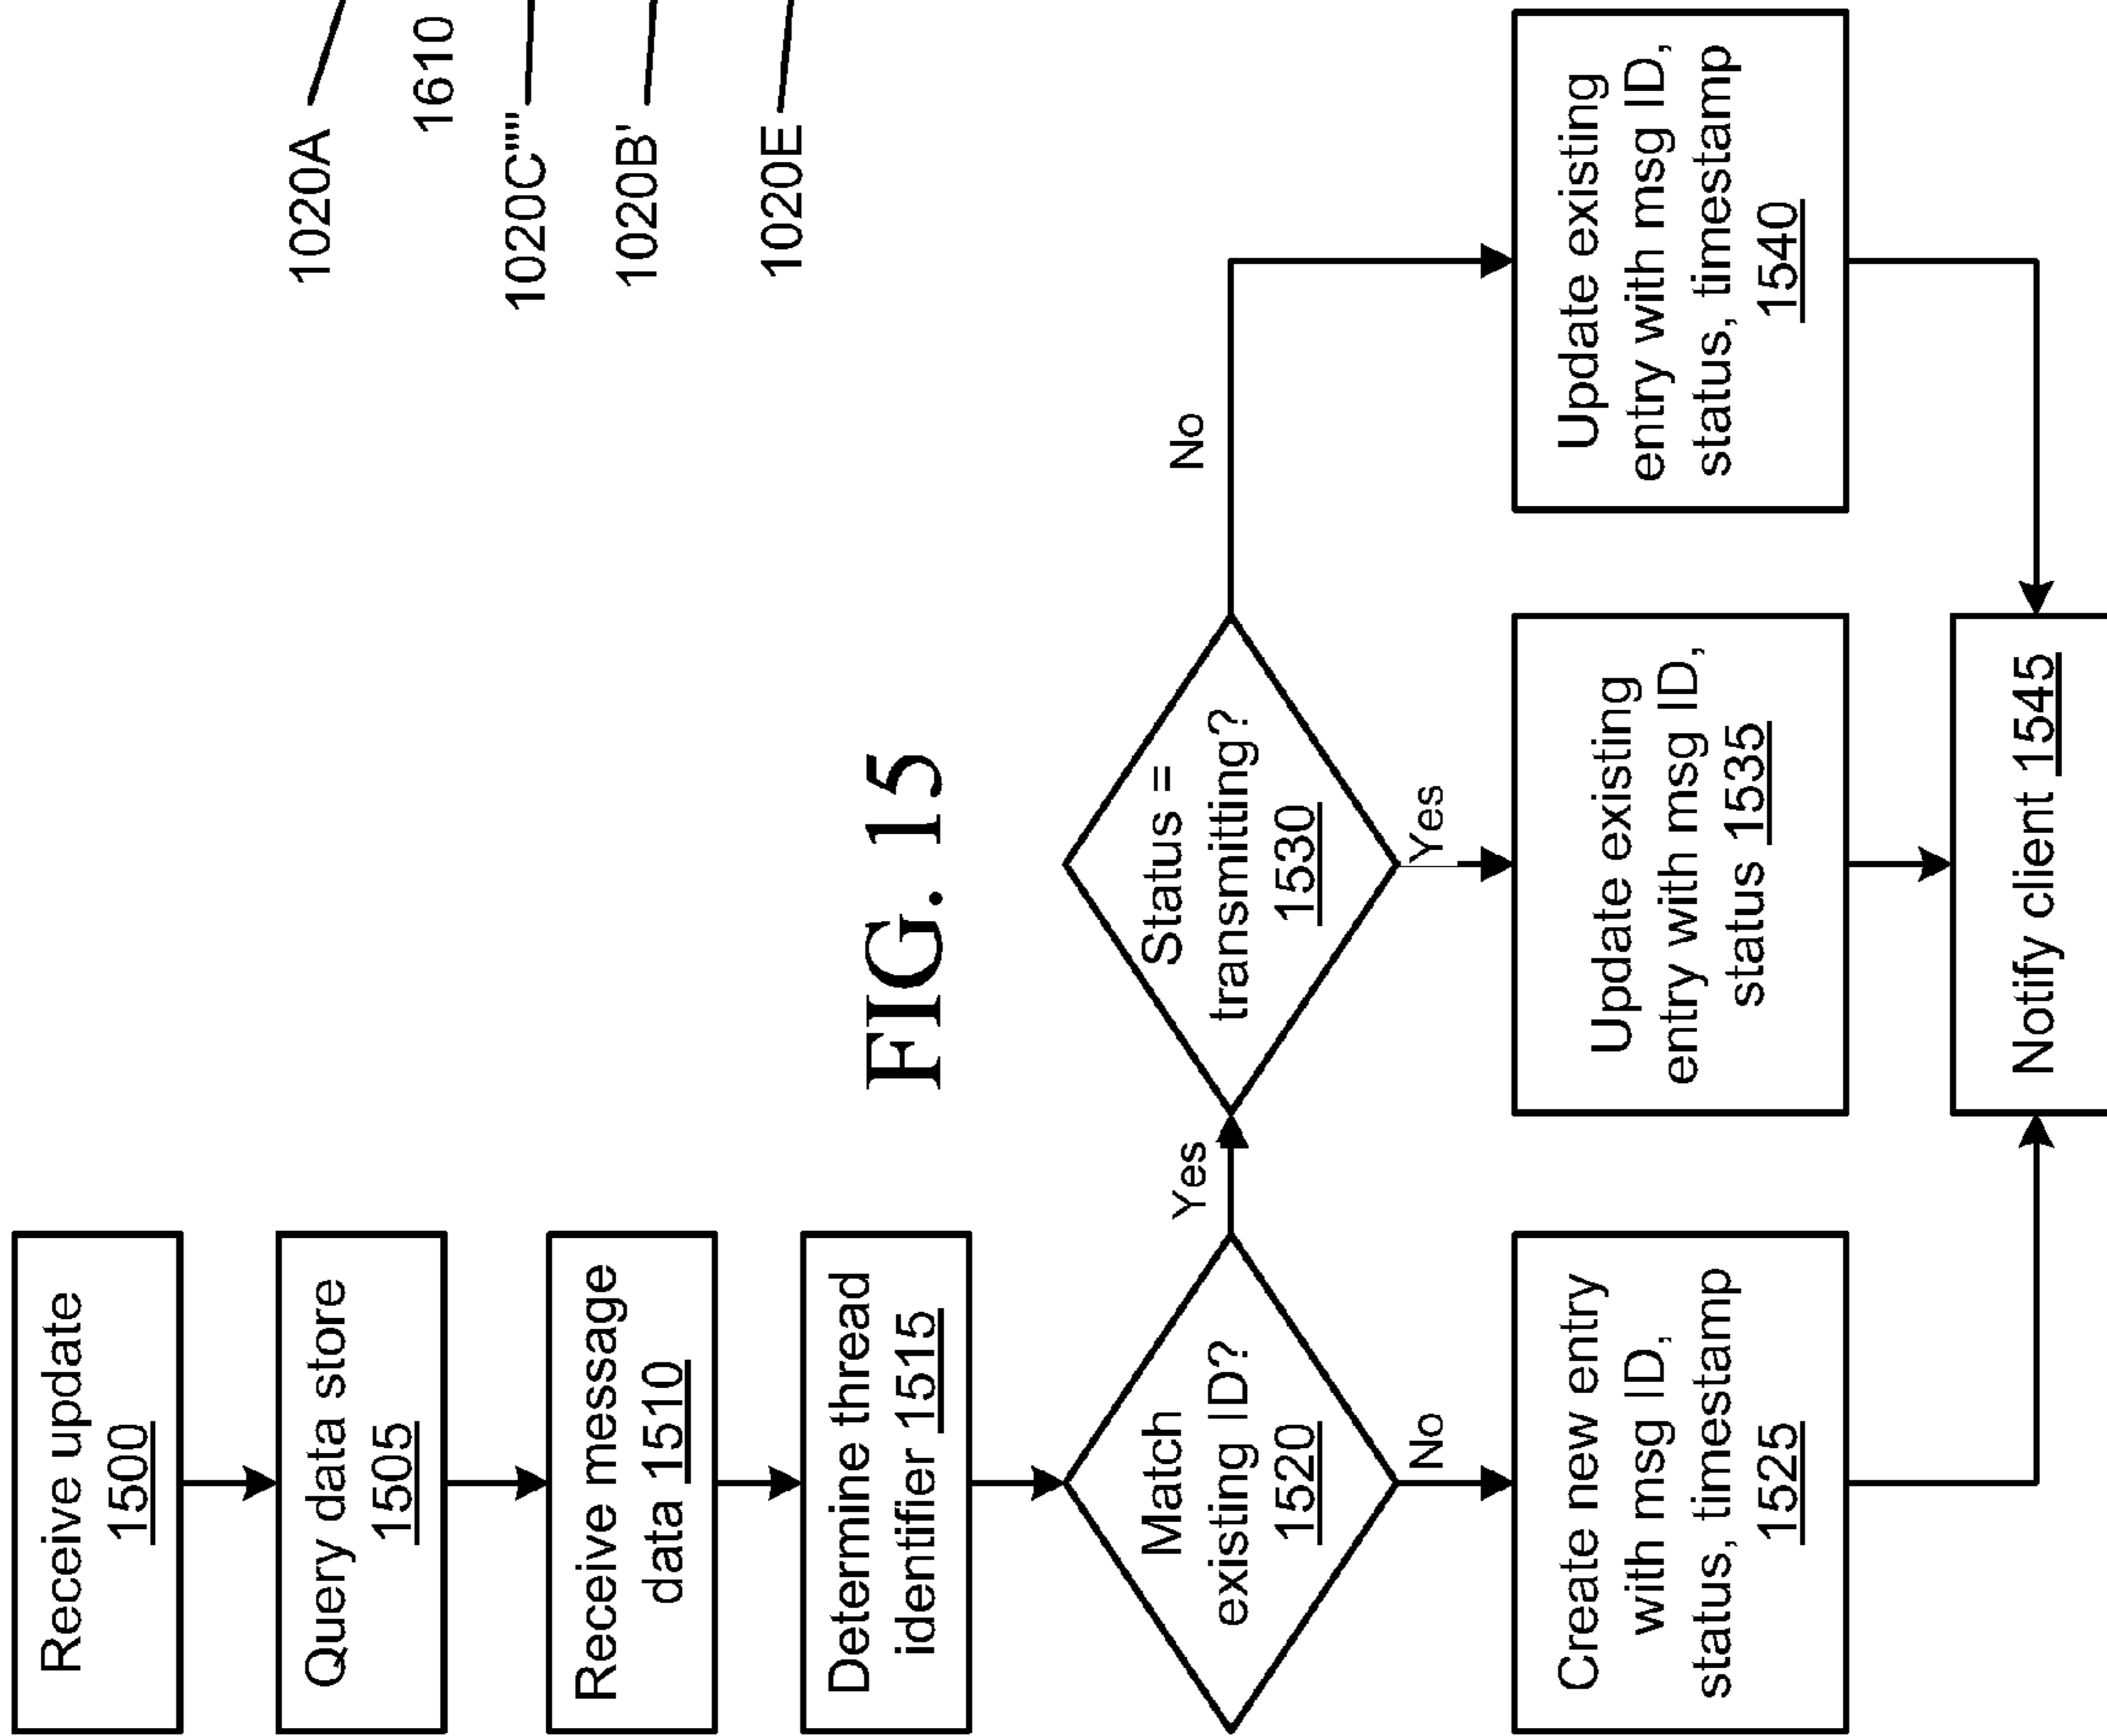 Receive update
1500
Query data store
1505
Receive message
data 1510
Determine thread
identifier 1515
Match
existing ID?
1520
Yes
No
Create new entry
with msg ID,
status, timestamp
1525
FIG. 15
Status =
transmitting?
1530
No
Yes
Update existing
entry with msg ID,
status 1535
Update existing
entry with msg ID,
status, timestamp
1540
Notify client 1545
1020A
1610
1020C""
1020B'
1020E